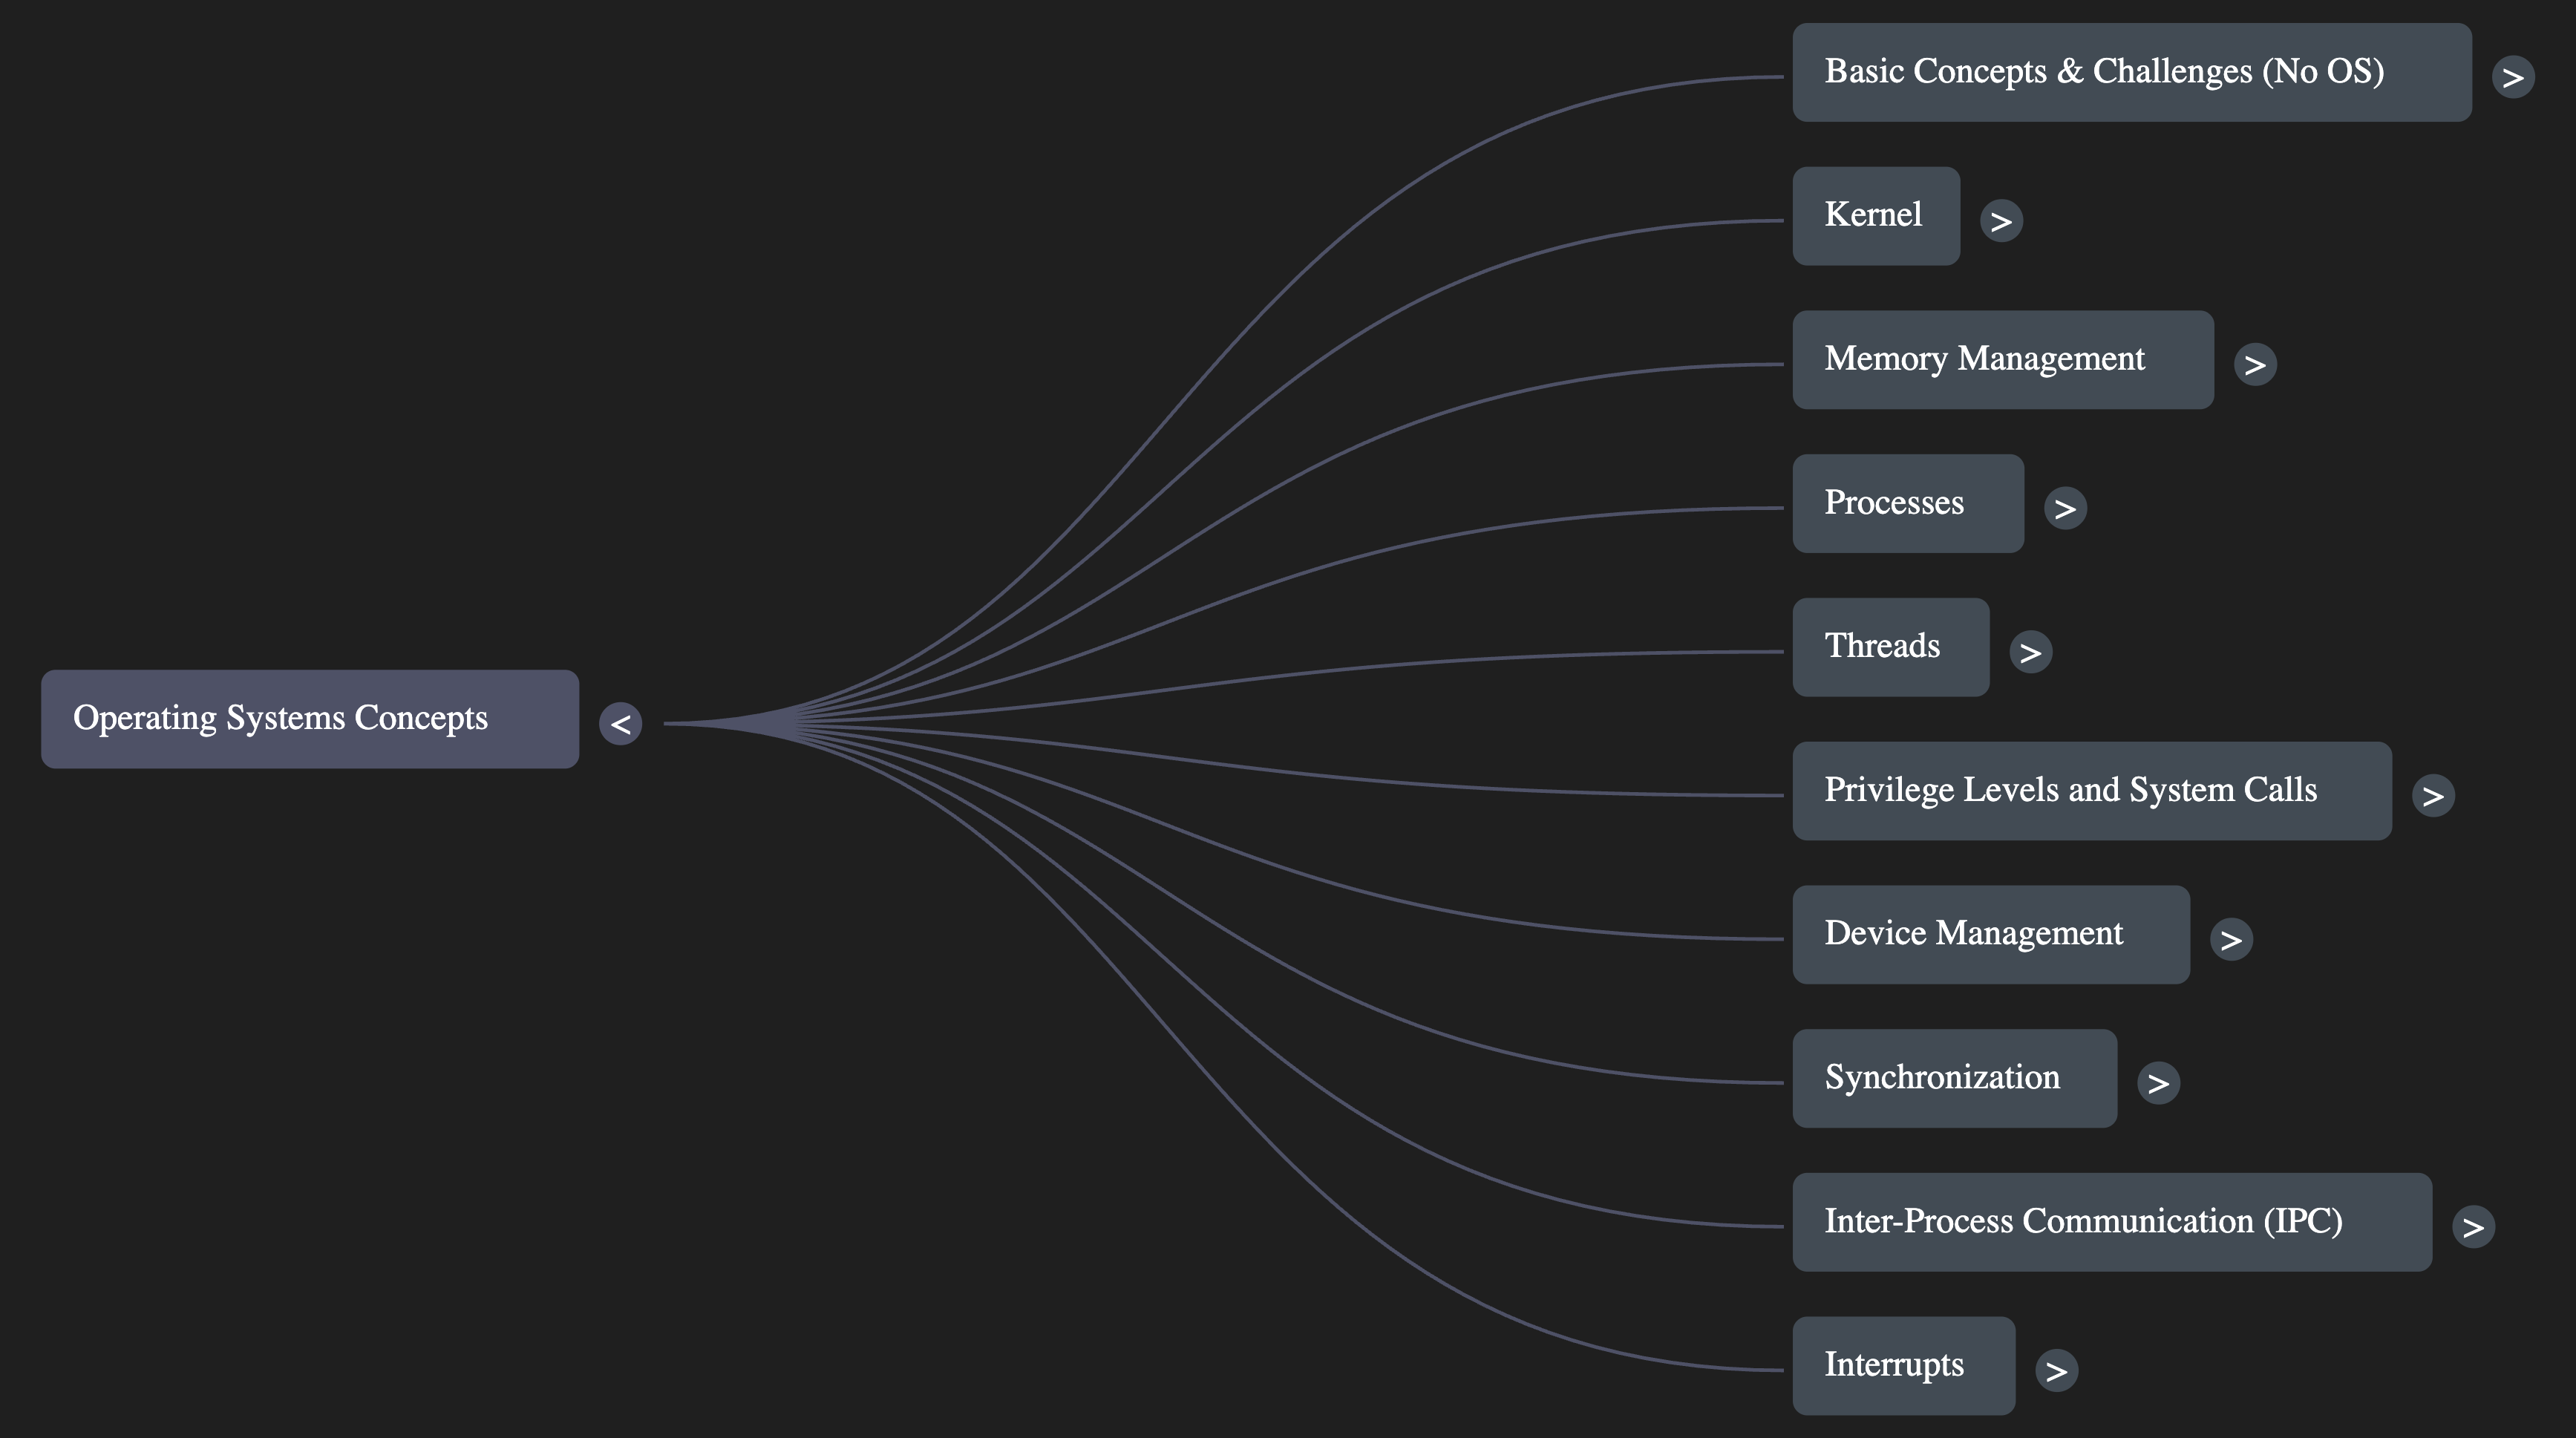 Operating Systems Concepts
<
Basic Concepts & Challenges (No OS)
>
Kernel
>
Memory Management
>
Processes
>
Threads
>
Privilege Levels and System Calls
>
Device Management
>
Synchronization
>
Inter-Process Communication (IPC)
>
Interrupts
>